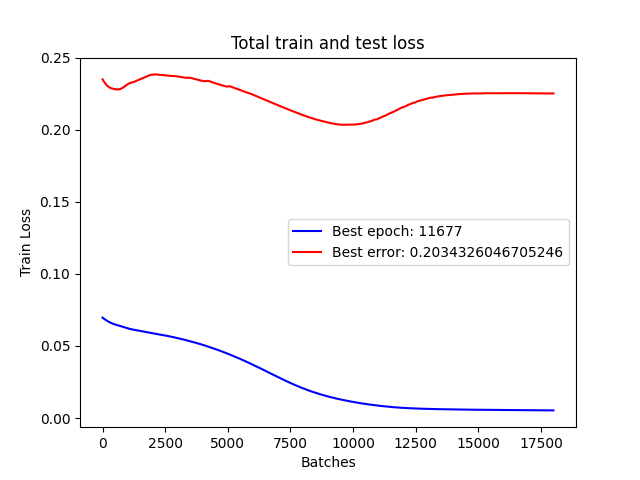 Total train and test loss
0.25
0.20
0.15
0.10
0.05
0.00
Train Loss
Best epoch: 11677
Best error: 0.2034326046705246
0 2500 5000 7500 10000 12500 15000 17500
Batches